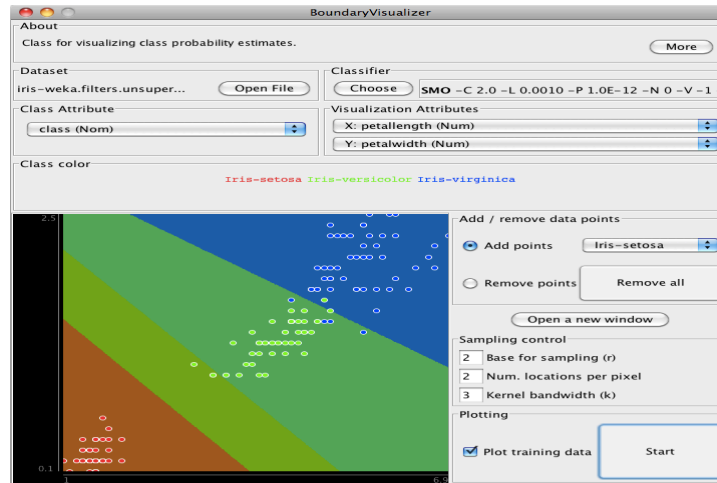 BoundaryVisualizer
About
Class for visualizing class probability estimates.
More
Dataset
iris-weka.filters.unsuper...
Open File
Classifier
Choose
SMO -C 2.0 -L 0.0010 -P 1.0E-12 -N 0 -V -1
Class Attribute
class (Nom)
Visualization Attributes
X: petallength (Num)
Y: petalwidth (Num)
Class color
Iris-setosa Iris-versicolor Iris-virginica
2.5
0.1
1
6.9
Add / remove data points
Add points
Iris-setosa
Remove points
Remove all
Open a new window
Sampling control
2 Base for sampling (r)
2 Num. locations per pixel
3 Kernel bandwidth (k)
Plotting
Plot training data
Start